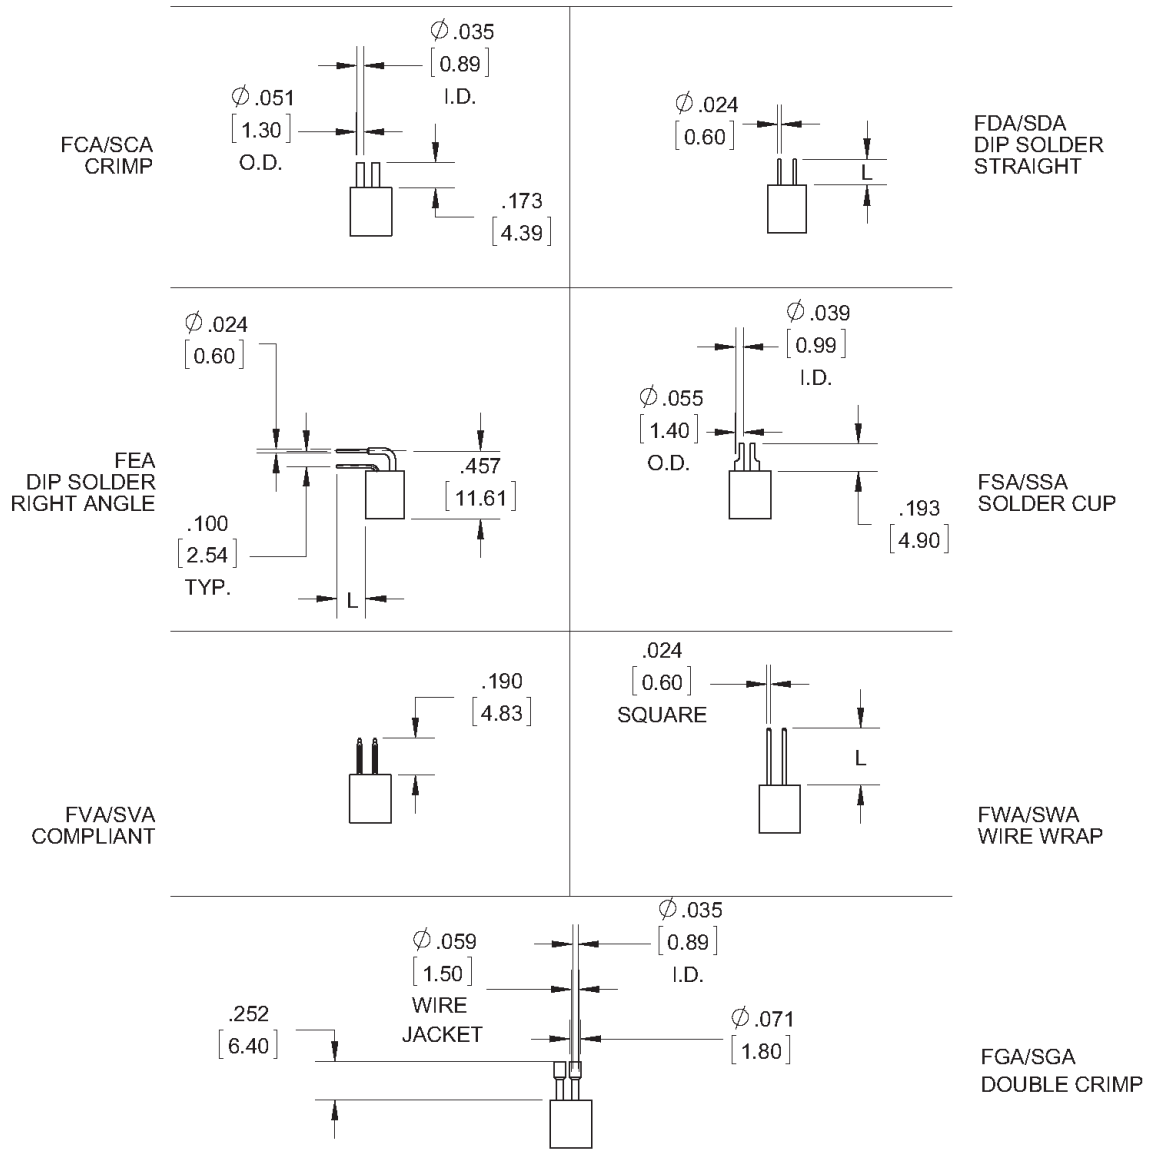 FCA/SCA
CRIMP
Ø .051
[1.30]
O.D.
Ø .035
[0.89]
I.D.
.173
[4.39]
Ø .024
[0.60]
L
FDA/SDA
DIP SOLDER
STRAIGHT
FEA
DIP SOLDER
RIGHT ANGLE
Ø .024
[0.60]
.100
[2.54]
TYP.
L
.457
[11.61]
Ø .039
[0.99]
I.D.
Ø .055
[1.40]
O.D.
.193
[4.90]
FSA/SSA
SOLDER CUP
FVA/SVA
COMPLIANT
.190
[4.83]
.024
[0.60]
SQUARE
L
FWA/SWA
WIRE WRAP
.252
[6.40]
Ø .059
[1.50]
WIRE
JACKET
Ø .035
[0.89]
I.D.
Ø .071
[1.80]
FGA/SGA
DOUBLE CRIMP